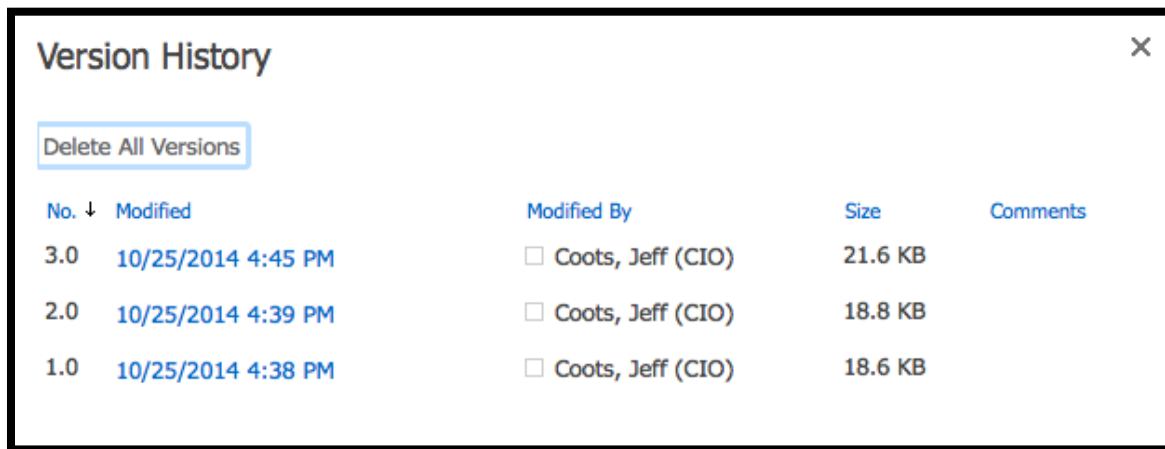 Version History
Delete All Versions
No. ↓ Modified Modified By Size Comments
3.0 10/25/2014 4:45 PM Coots, Jeff (CIO) 21.6 KB
2.0 10/25/2014 4:39 PM Coots, Jeff (CIO) 18.8 KB
1.0 10/25/2014 4:38 PM Coots, Jeff (CIO) 18.6 KB